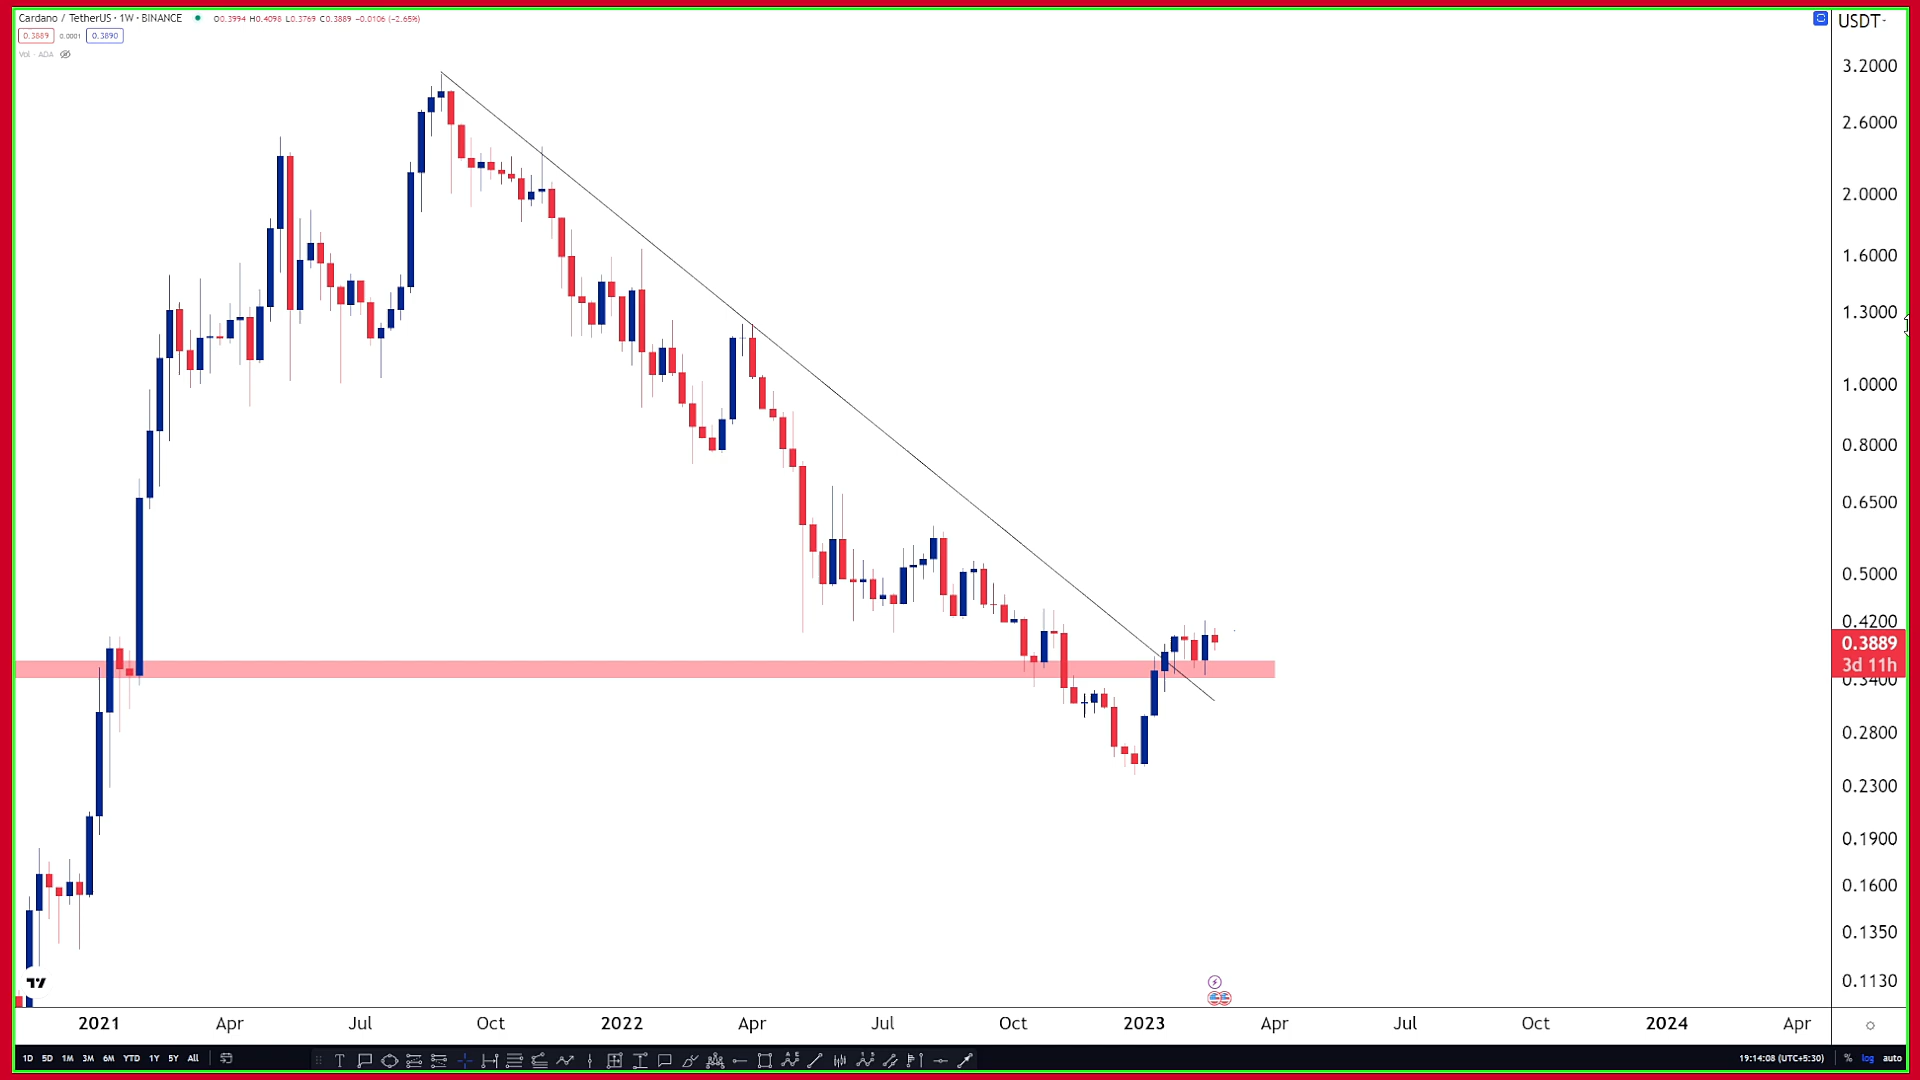 Cardano / TetherUS · 1W · BINANCE O0.3994 H0.4098 L0.3769 C0.3889 −0.0106 (−2.65%)
0.3889 0.0001 0.3890
Vol · ADA
USDT
3.2000
2.6000
2.0000
1.6000
1.3000
1.0000
0.8000
0.6500
0.5000
0.4200
0.3889
3d 11h
0.3400
0.2800
0.2300
0.1900
0.1600
0.1350
0.1130
2021 Apr Jul Oct 2022 Apr Jul Oct 2023 Apr Jul Oct 2024 Apr
1D 5D 1M 3M 6M YTD 1Y 5Y All 19:14:08 (UTC+5:30) % log auto